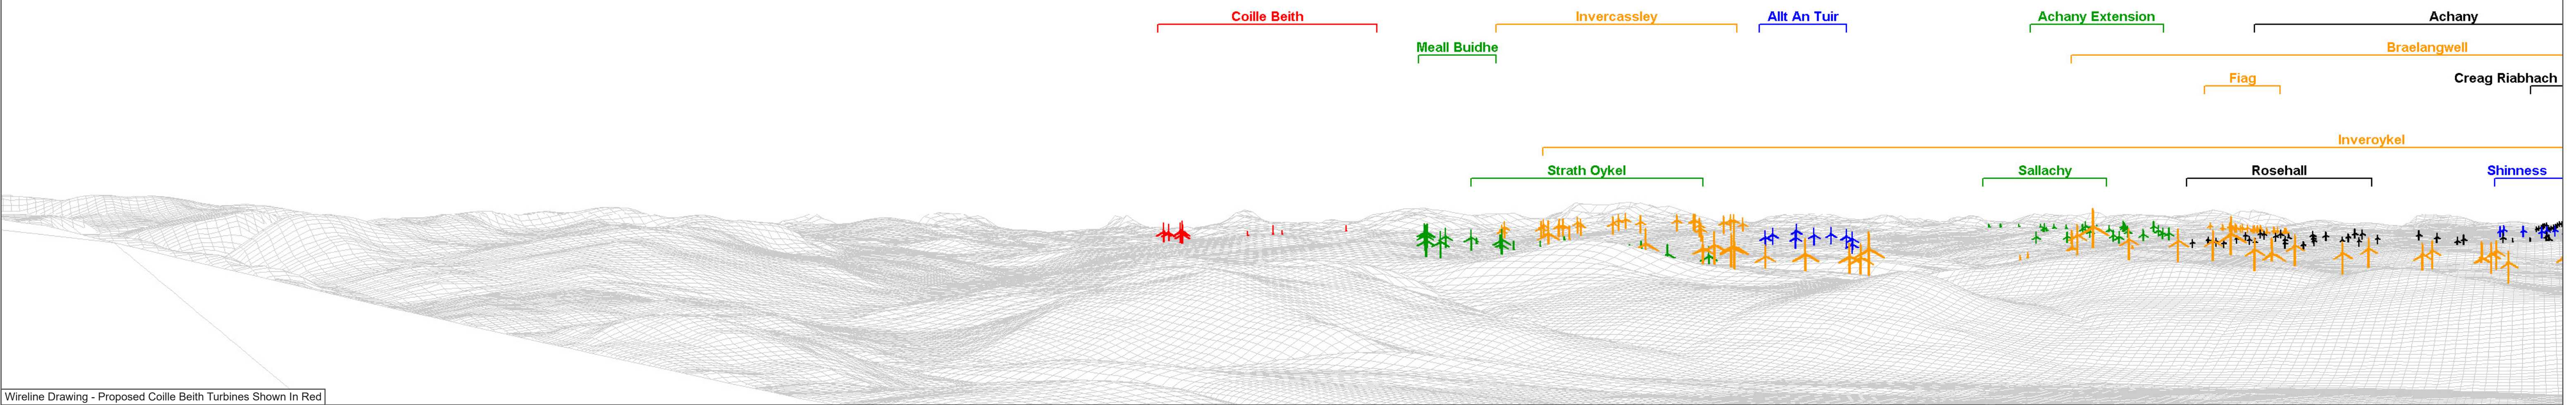 Coille Beith Invercassley Allt An Tuir Achany Extension Achany
Meall Buidhe Braelangwell
Fiag Creag Riabhach
Inveroykel
Strath Oykel Sallachy Rosehall Shinness
Wireline Drawing - Proposed Coille Beith Turbines Shown In Red